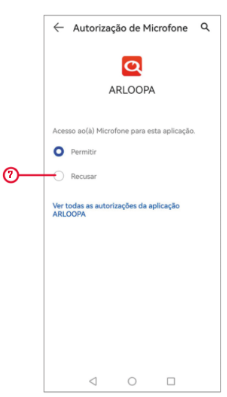 Autorização de Microfone
ARLOOPA
Acesso ao(à) Microfone para esta aplicação.
Permitir
7
Recusar
Ver todas as autorizações da aplicação
ARLOOPA